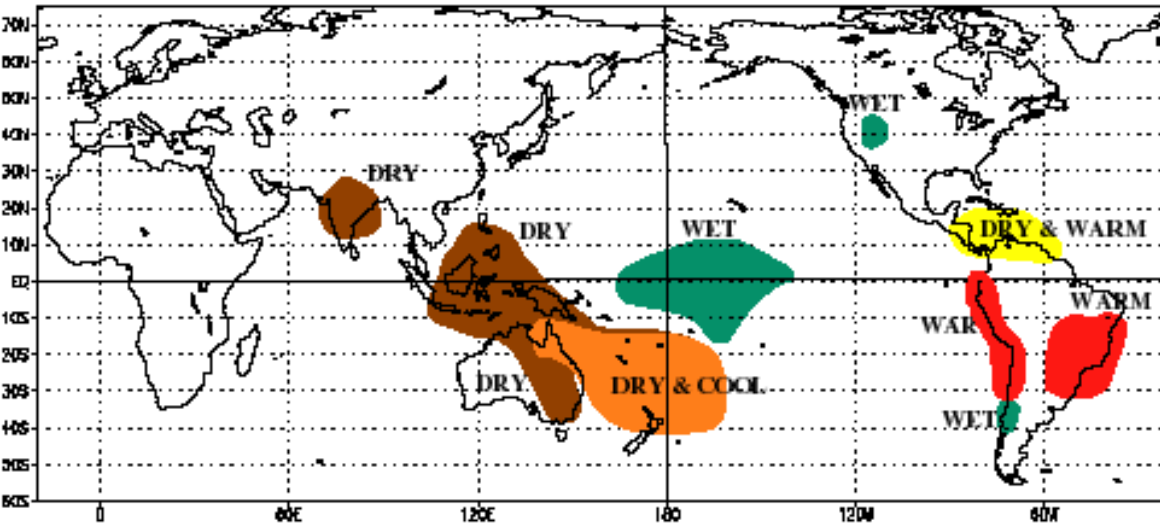 70N
60N
WET
50N
40N
30N
DRY
20N
DRY
WET
DRY & WARM
10N
EQ
WARM
10S
WAR
20S
DRY
DRY & COOL
30S
WET
40S
50S
60S
0
60E
120E
180
120W
60W